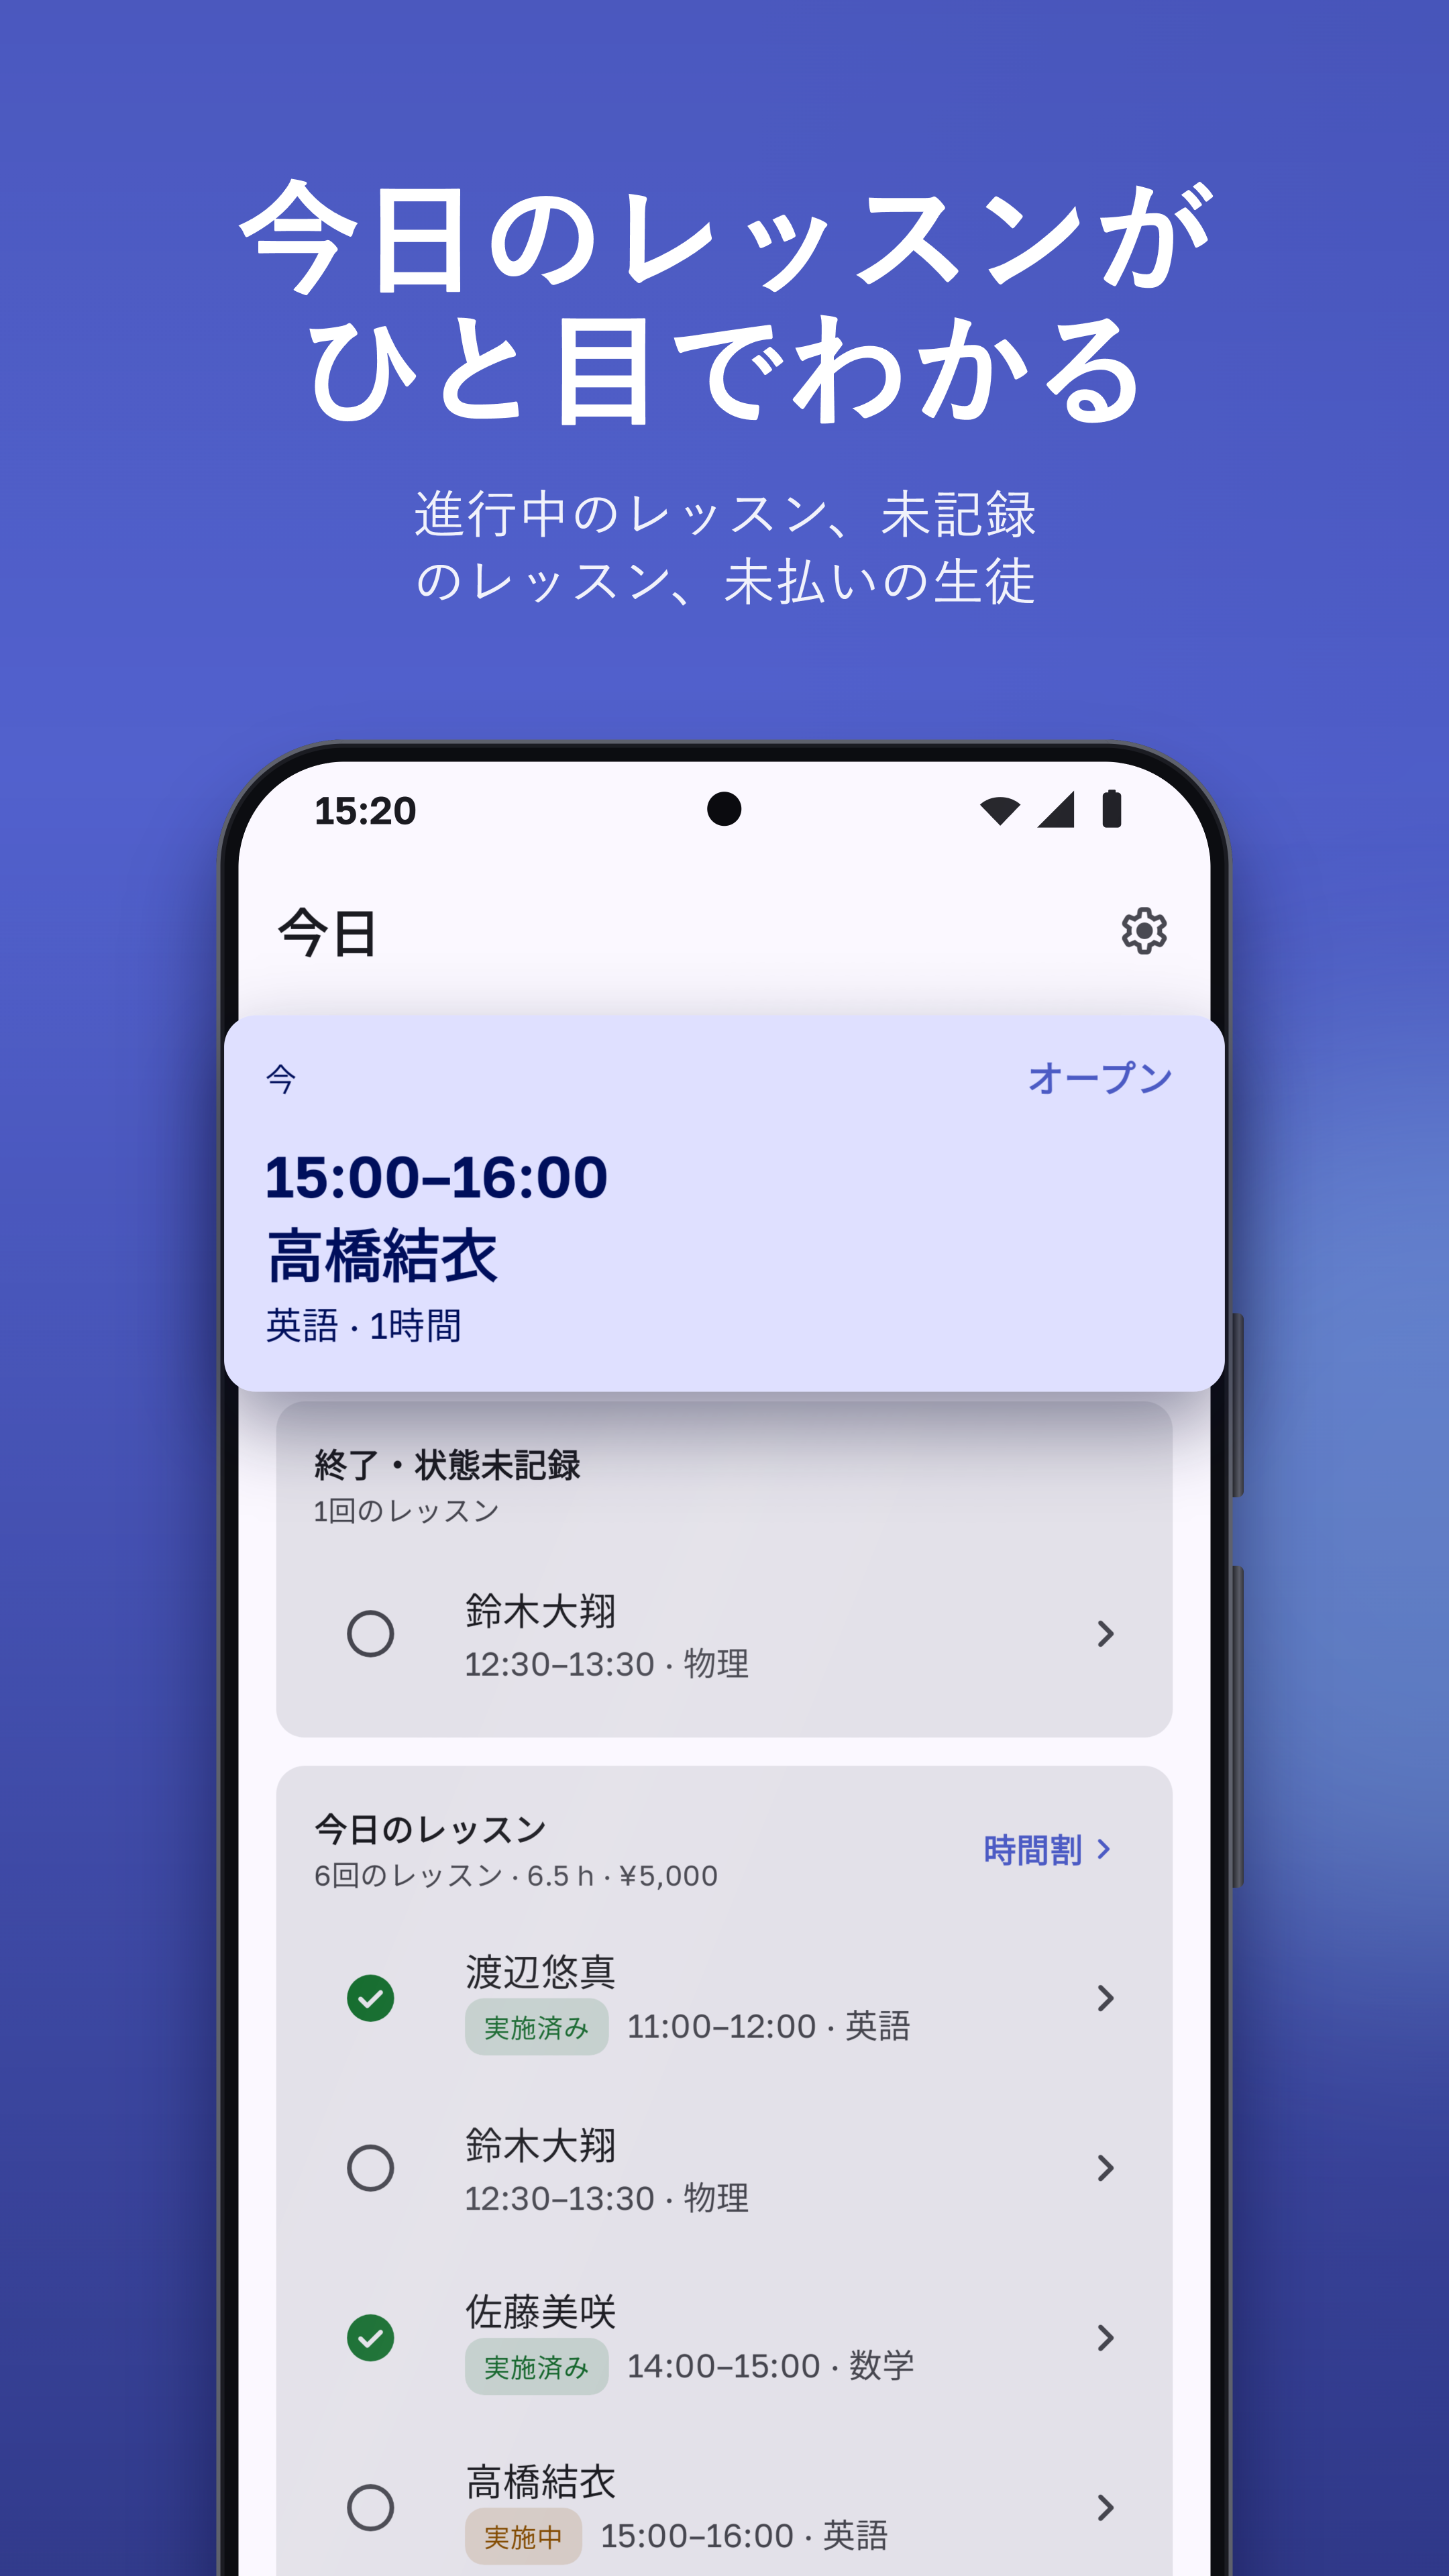 今日のレッスンが
ひと目でわかる
進行中のレッスン、未記録
のレッスン、未払いの生徒
15:20
今日
今 オープン
15:00–16:00
高橋結衣
英語 · 1時間
終了・状態未記録
1回のレッスン
鈴木大翔
12:30–13:30 · 物理
今日のレッスン
時間割
6回のレッスン · 6.5 h · ¥5,000
渡辺悠真
実施済み 11:00–12:00 · 英語
鈴木大翔
12:30–13:30 · 物理
佐藤美咲
実施済み 14:00–15:00 · 数学
高橋結衣
実施中 15:00–16:00 · 英語